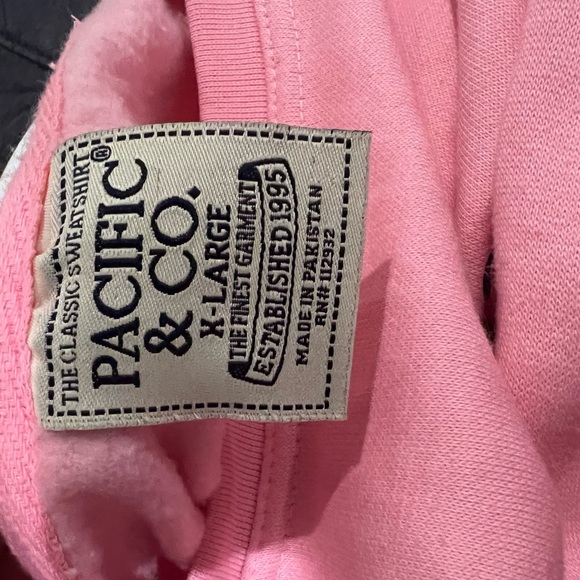 THE CLASSIC SWEATSHIRT
PACIFIC®
& CO.
X-LARGE
THE FINEST GARMENT
ESTABLISHED 1995
MADE IN PAKISTAN
RN# 112932